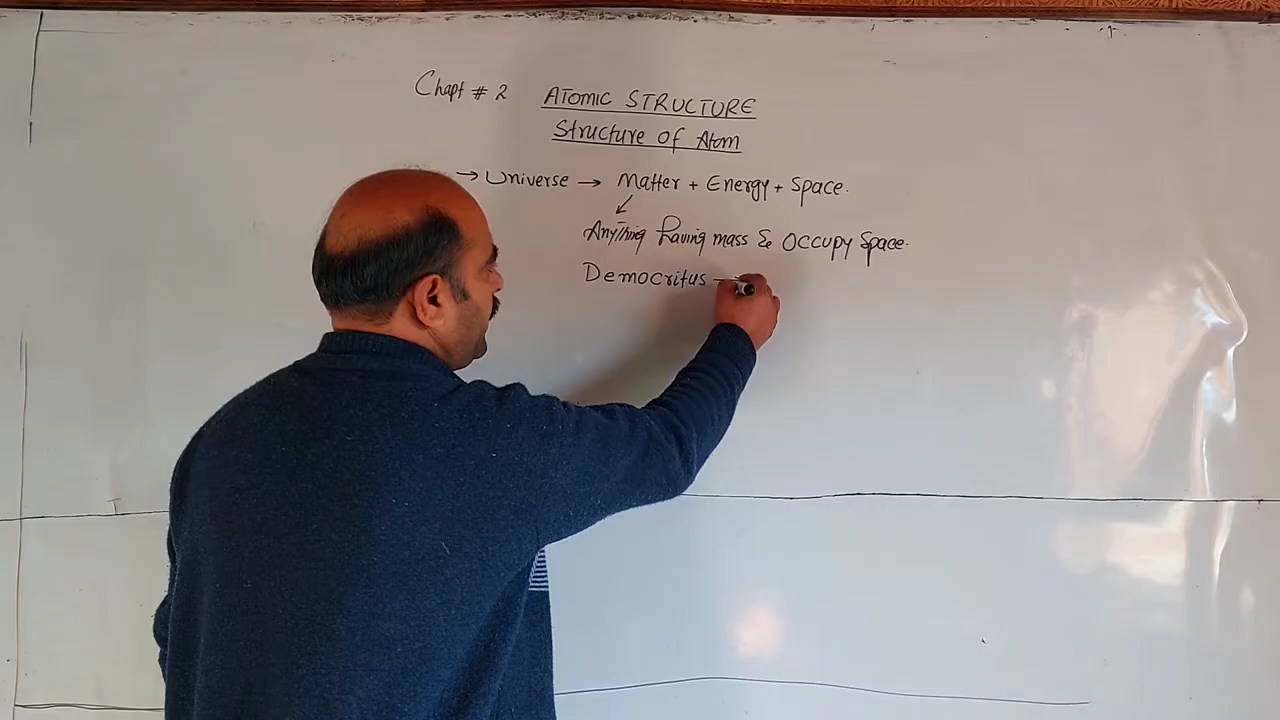 Chapt # 2 ATOMIC STRUCTURE
Structure of Atom
→ Universe → Matter + Energy + Space.
Anything having mass & occupy space.
Democritus —